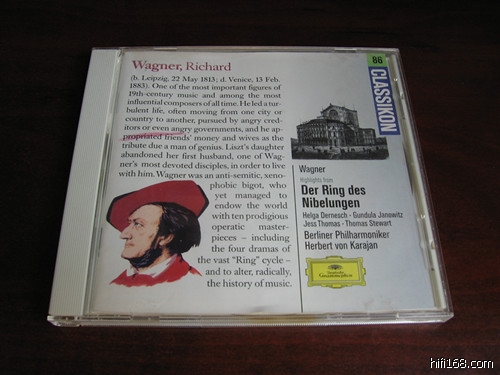 Wagner, Richard
(b. Leipzig, 22 May 1813; d. Venice, 13 Feb.
1883). One of the most important figures of
19th-century music and among the most
influential composers of all time. He led a tur-
bulent life, often moving from one city or
country to another, pursued by angry cred-
itors or even angry governments, and he ap-
propriated friends' money and wives as the
tribute due a man of genius. Liszt's daughter
abandoned her first husband, one of Wag-
ner's most devoted disciples, in order to live
with him. Wagner was an anti-semitic, xeno-
phobic bigot, who
yet managed to
endow the world
with ten prodigious
operatic master-
pieces – including
the four dramas of
the vast "Ring" cycle –
and to alter, radically,
the history of music.
86
CLASSIKON
Wagner
Highlights from
Der Ring des
Nibelungen
Helga Dernesch · Gundula Janowitz
Jess Thomas · Thomas Stewart
Berliner Philharmoniker
Herbert von Karajan
Deutsche
Grammophon
hifi168.com